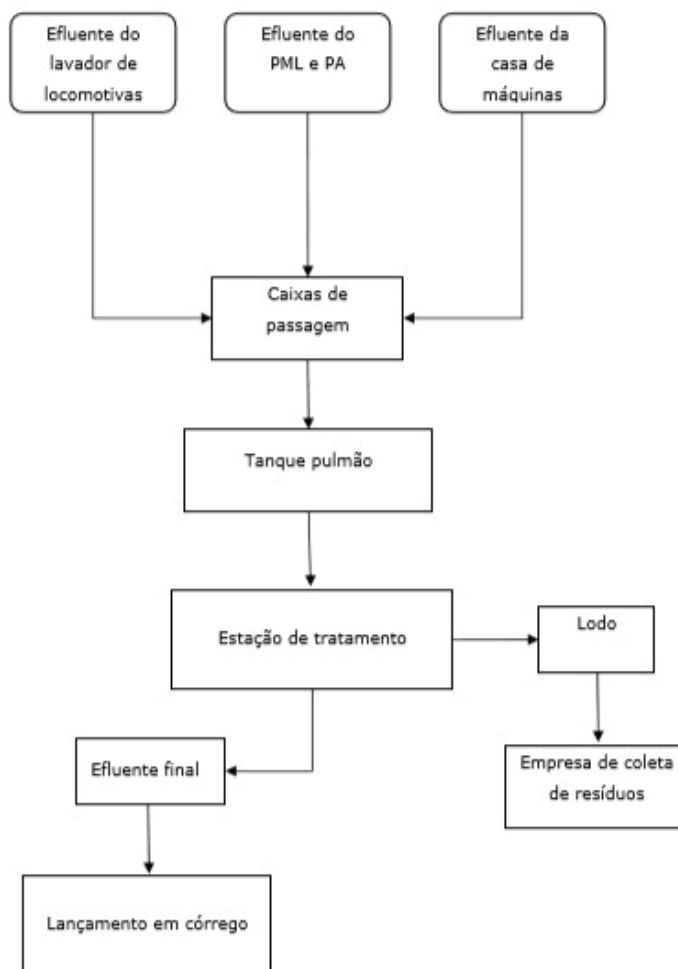 Efluente do
lavador de
locomotivas
Efluente do
PML e PA
Efluente da
casa de
máquinas
Caixas de
passagem
Tanque pulmão
Estação de tratamento
Lodo
Efluente final
Empresa de coleta
de resíduos
Lançamento em córrego